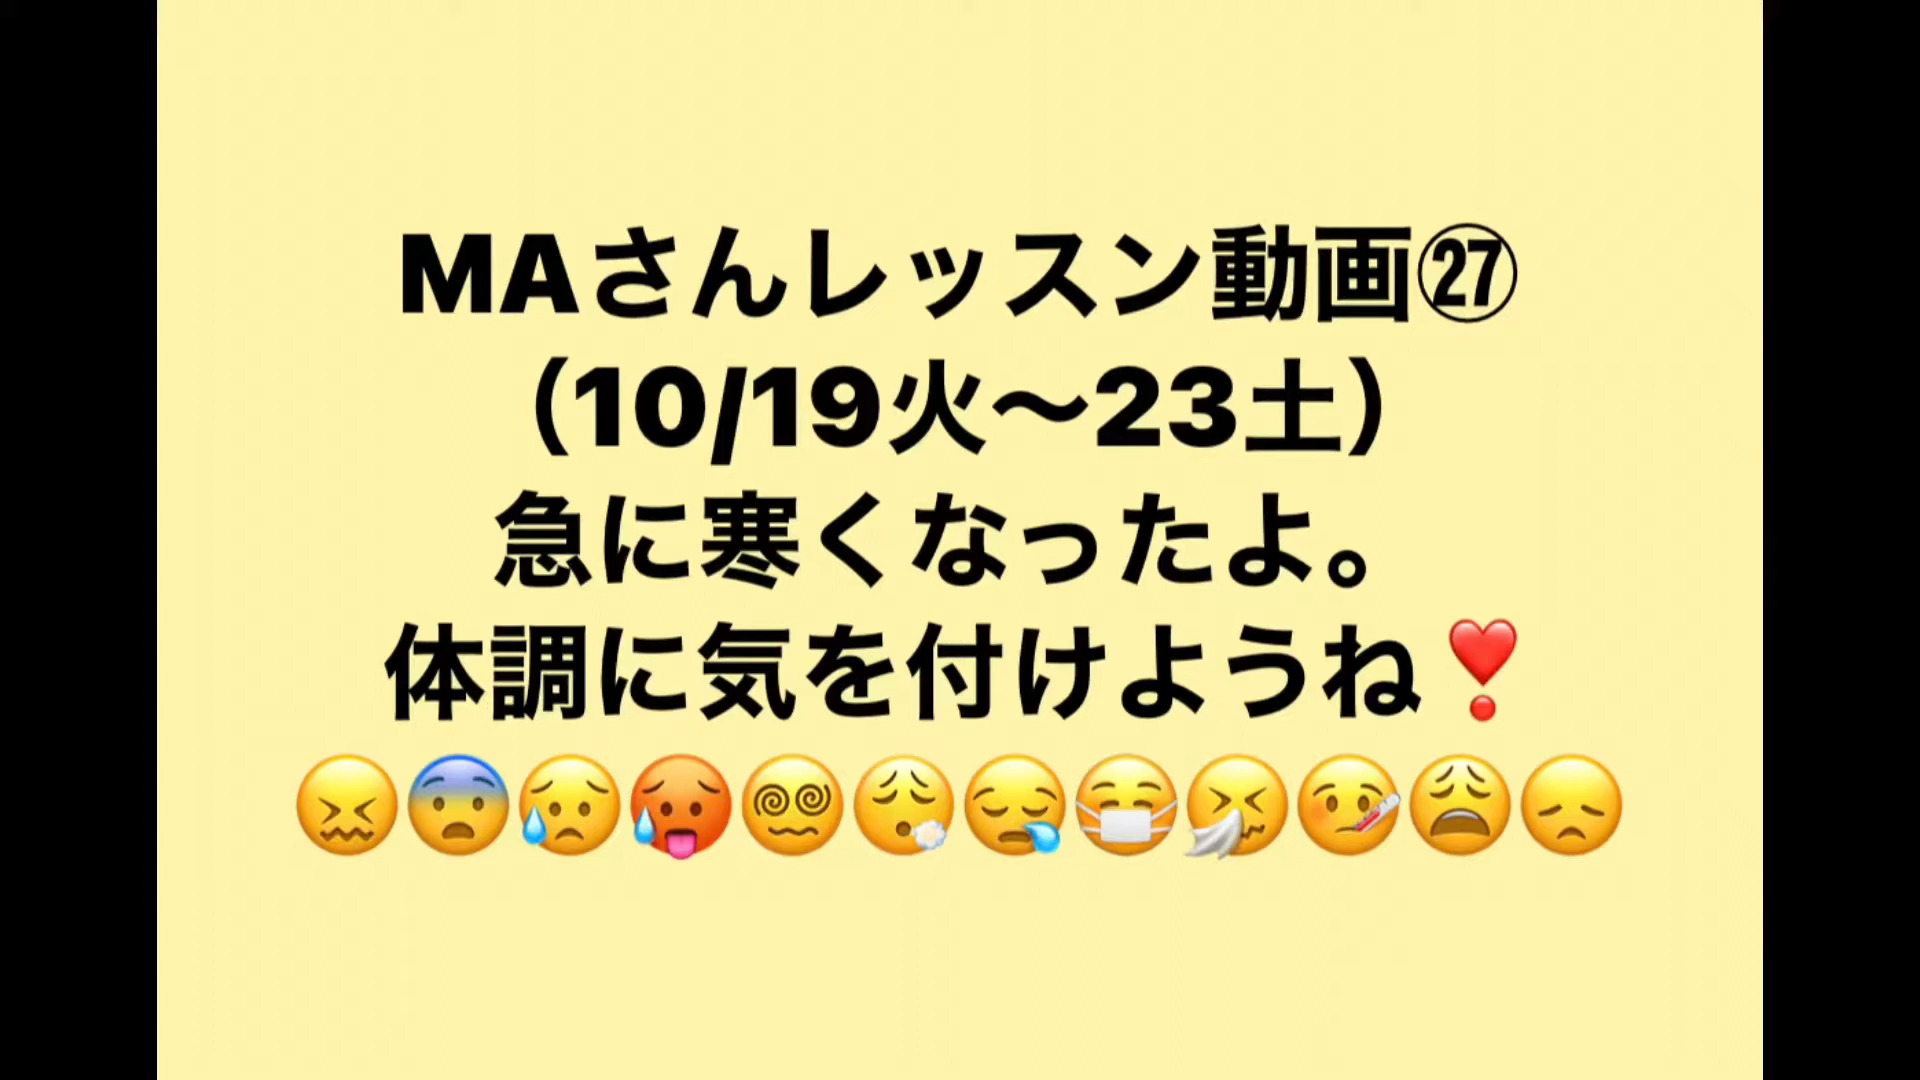 MAさんレッスン動画㉗
（10/19火〜23土）
急に寒くなったよ。
体調に気を付けようね❣️
😖😨😥🥵😵‍💫😮‍💨😪😷🤧🤒😩😞